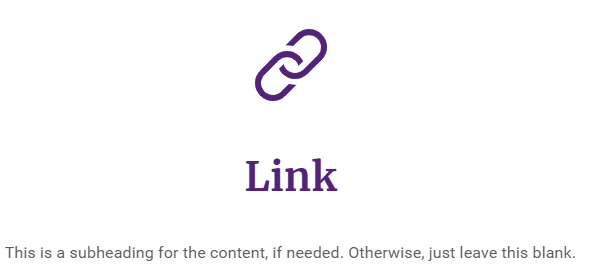 Link
This is a subheading for the content, if needed. Otherwise, just leave this blank.